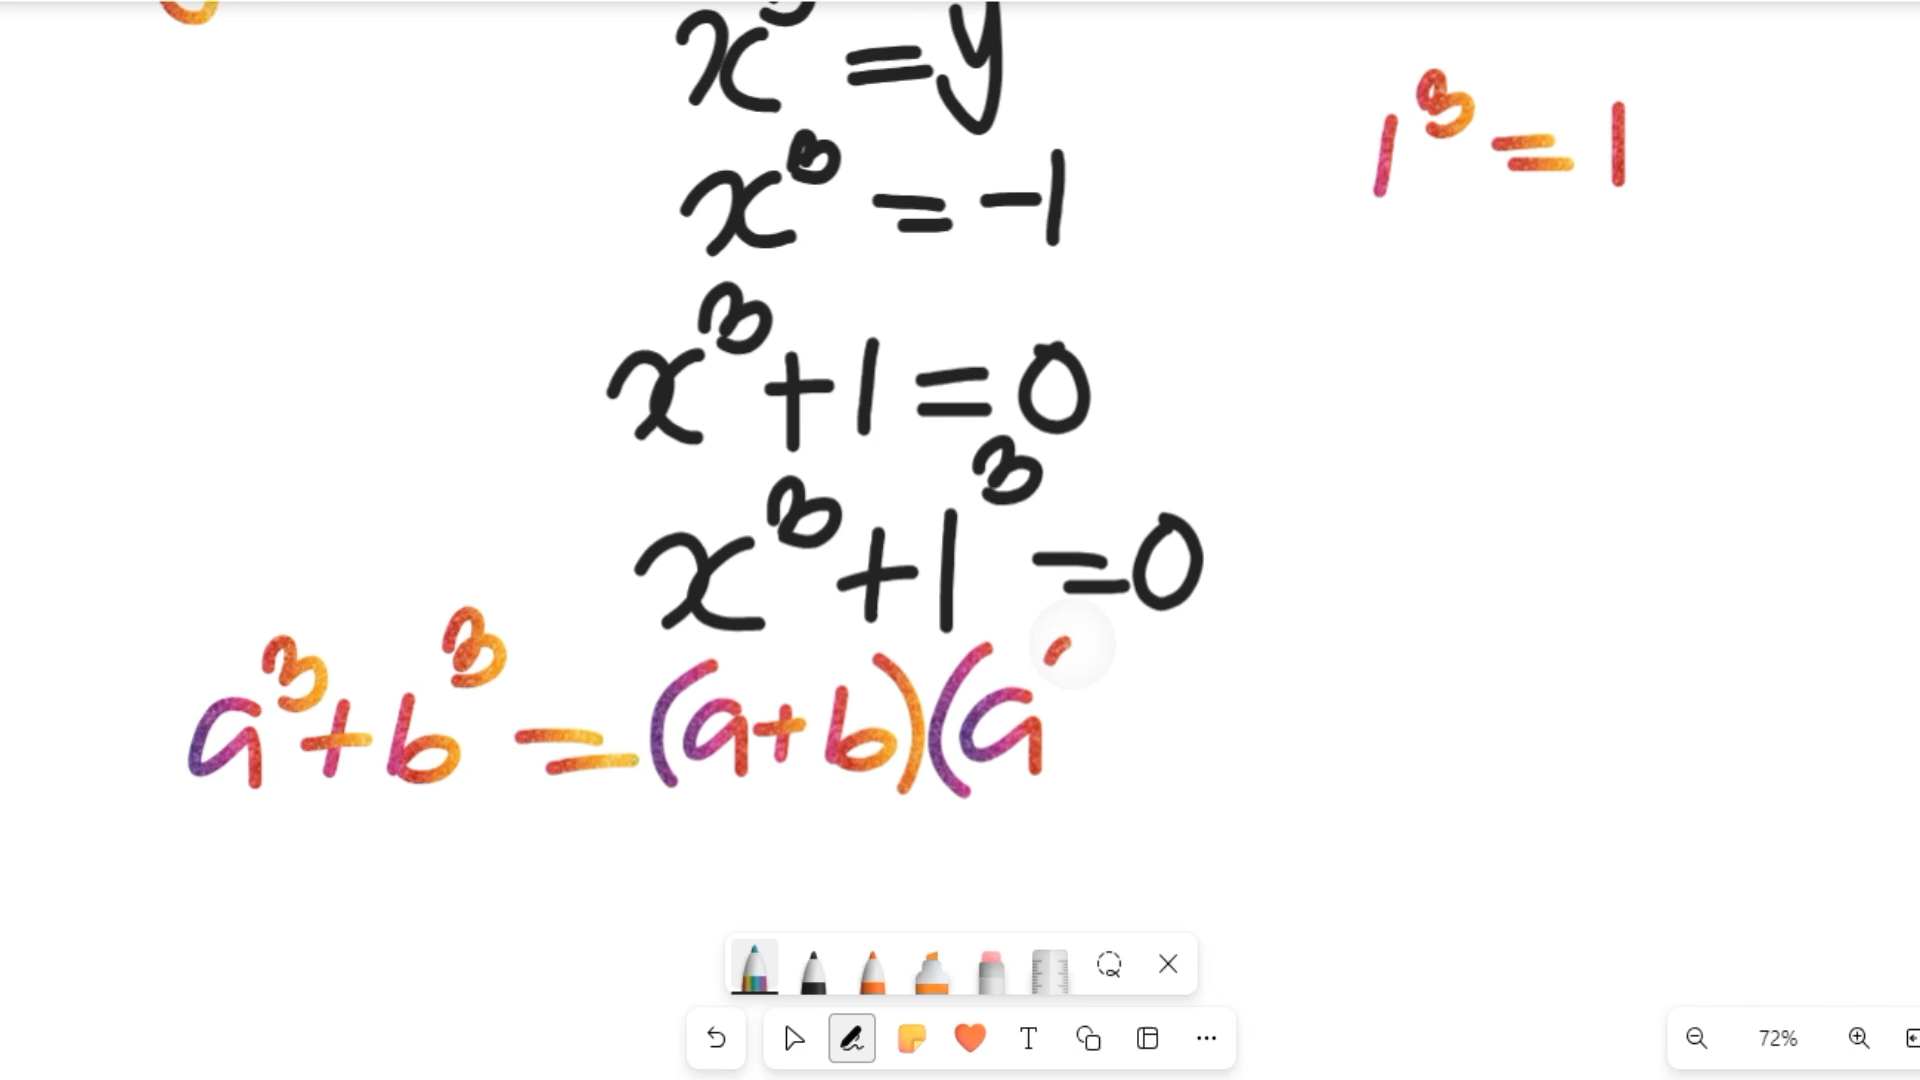 x³ = y
1³ = 1
x³ = -1
x³ + 1 = 0
x³ + 1³ = 0
a³ + b³ = (a + b)(a
T
72%